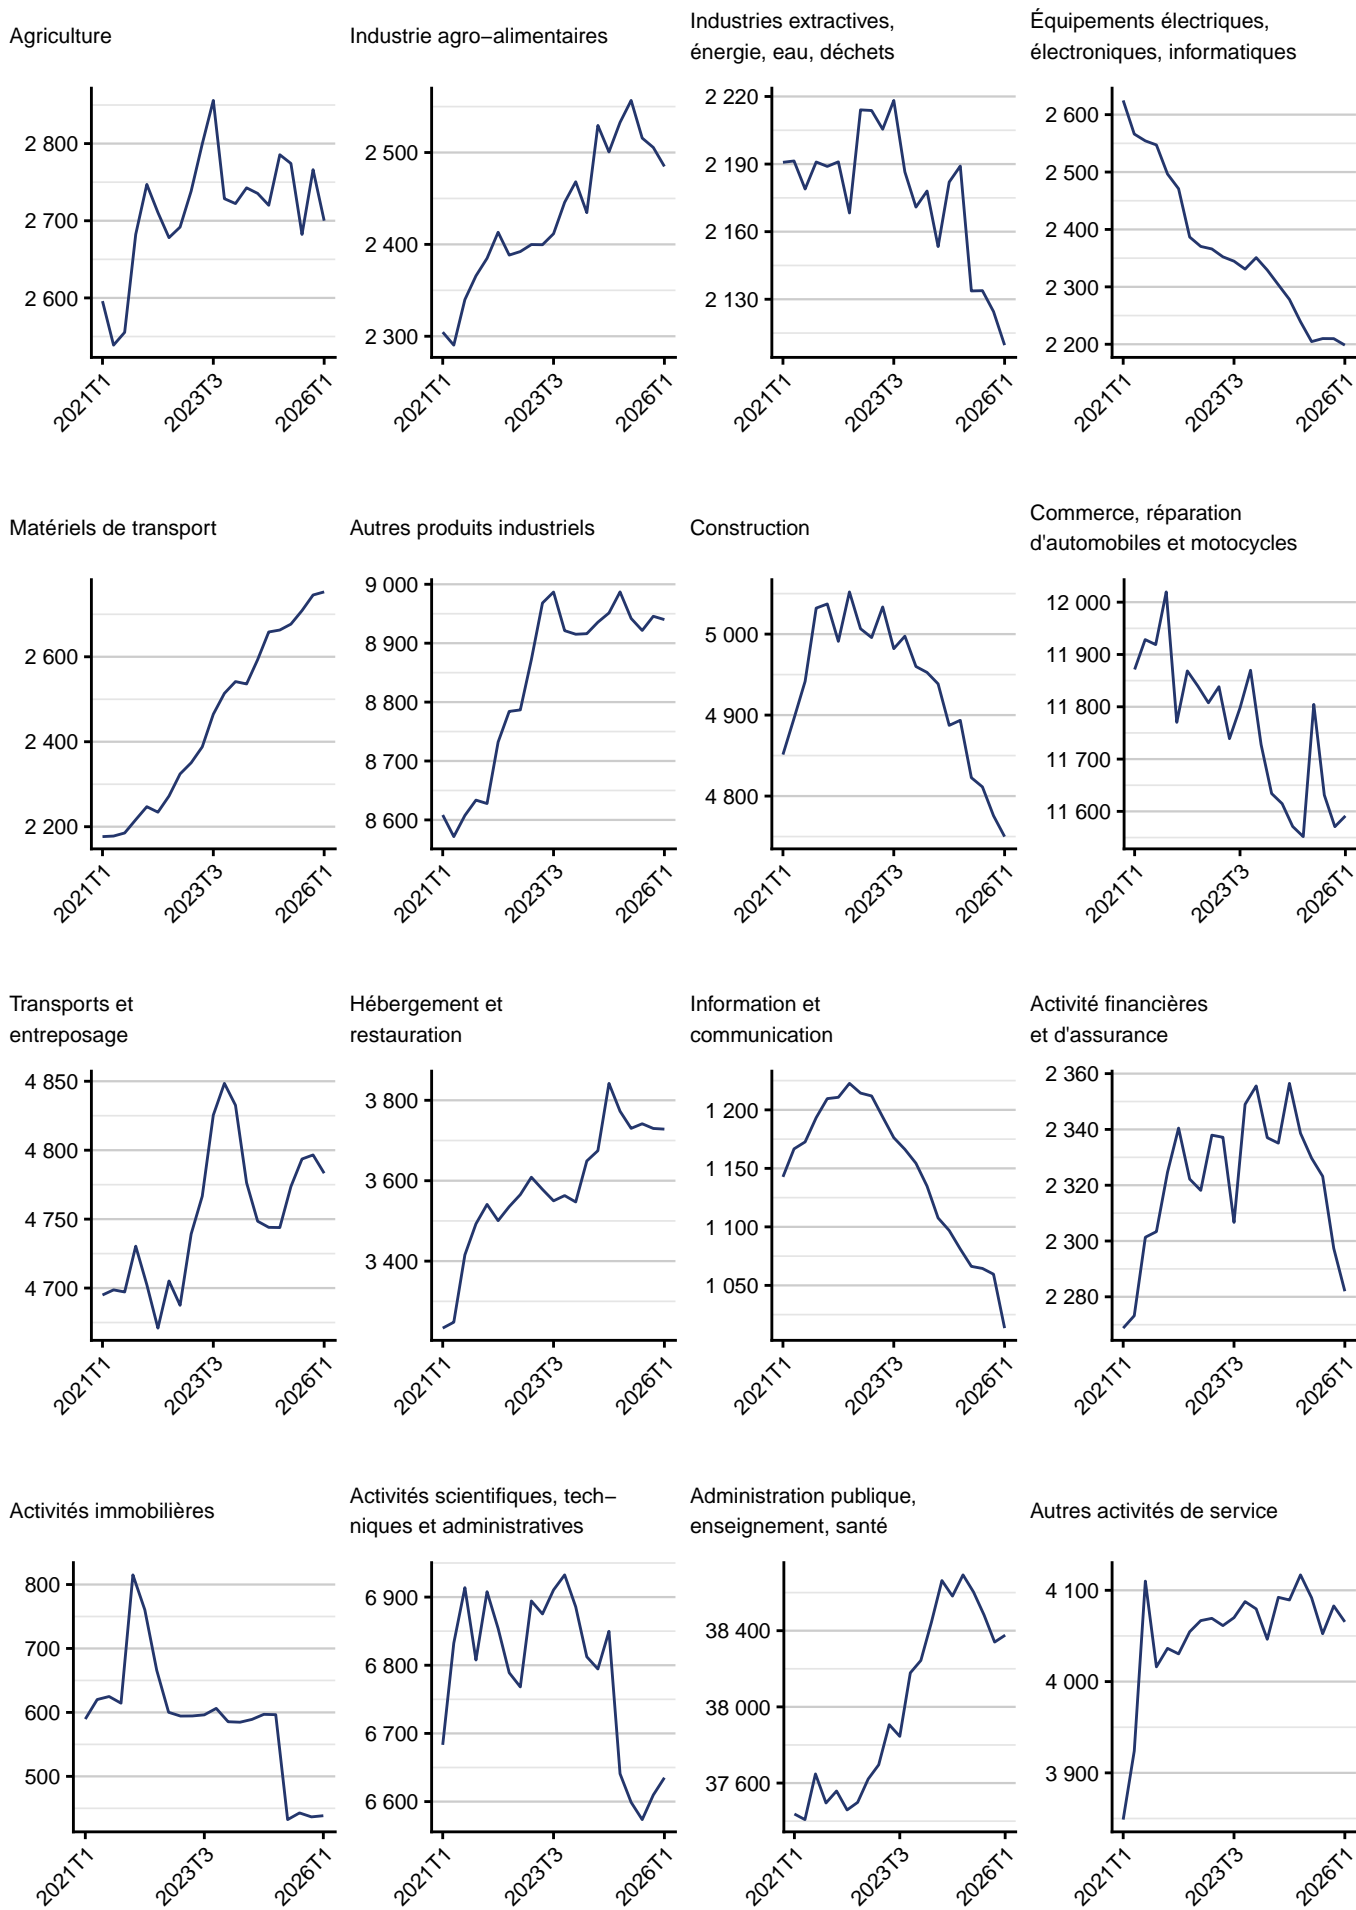 Agriculture
2 800
2 700
2 600
2021T1
2023T3
2026T1
Industrie agro−alimentaires
2 500
2 400
2 300
2021T1
2023T3
2026T1
Industries extractives,
énergie, eau, déchets
2 220
2 190
2 160
2 130
2021T1
2023T3
2026T1
Équipements électriques,
électroniques, informatiques
2 600
2 500
2 400
2 300
2 200
2021T1
2023T3
2026T1
Matériels de transport
2 600
2 400
2 200
2021T1
2023T3
2026T1
Autres produits industriels
9 000
8 900
8 800
8 700
8 600
2021T1
2023T3
2026T1
Construction
5 000
4 900
4 800
2021T1
2023T3
2026T1
Commerce, réparation
d'automobiles et motocycles
12 000
11 900
11 800
11 700
11 600
2021T1
2023T3
2026T1
Transports et
entreposage
4 850
4 800
4 750
4 700
2021T1
2023T3
2026T1
Hébergement et
restauration
3 800
3 600
3 400
2021T1
2023T3
2026T1
Information et
communication
1 200
1 150
1 100
1 050
2021T1
2023T3
2026T1
Activité financières
et d'assurance
2 360
2 340
2 320
2 300
2 280
2021T1
2023T3
2026T1
Activités immobilières
800
700
600
500
2021T1
2023T3
2026T1
Activités scientifiques, tech−
niques et administratives
6 900
6 800
6 700
6 600
2021T1
2023T3
2026T1
Administration publique,
enseignement, santé
38 400
38 000
37 600
2021T1
2023T3
2026T1
Autres activités de service
4 100
4 000
3 900
2021T1
2023T3
2026T1